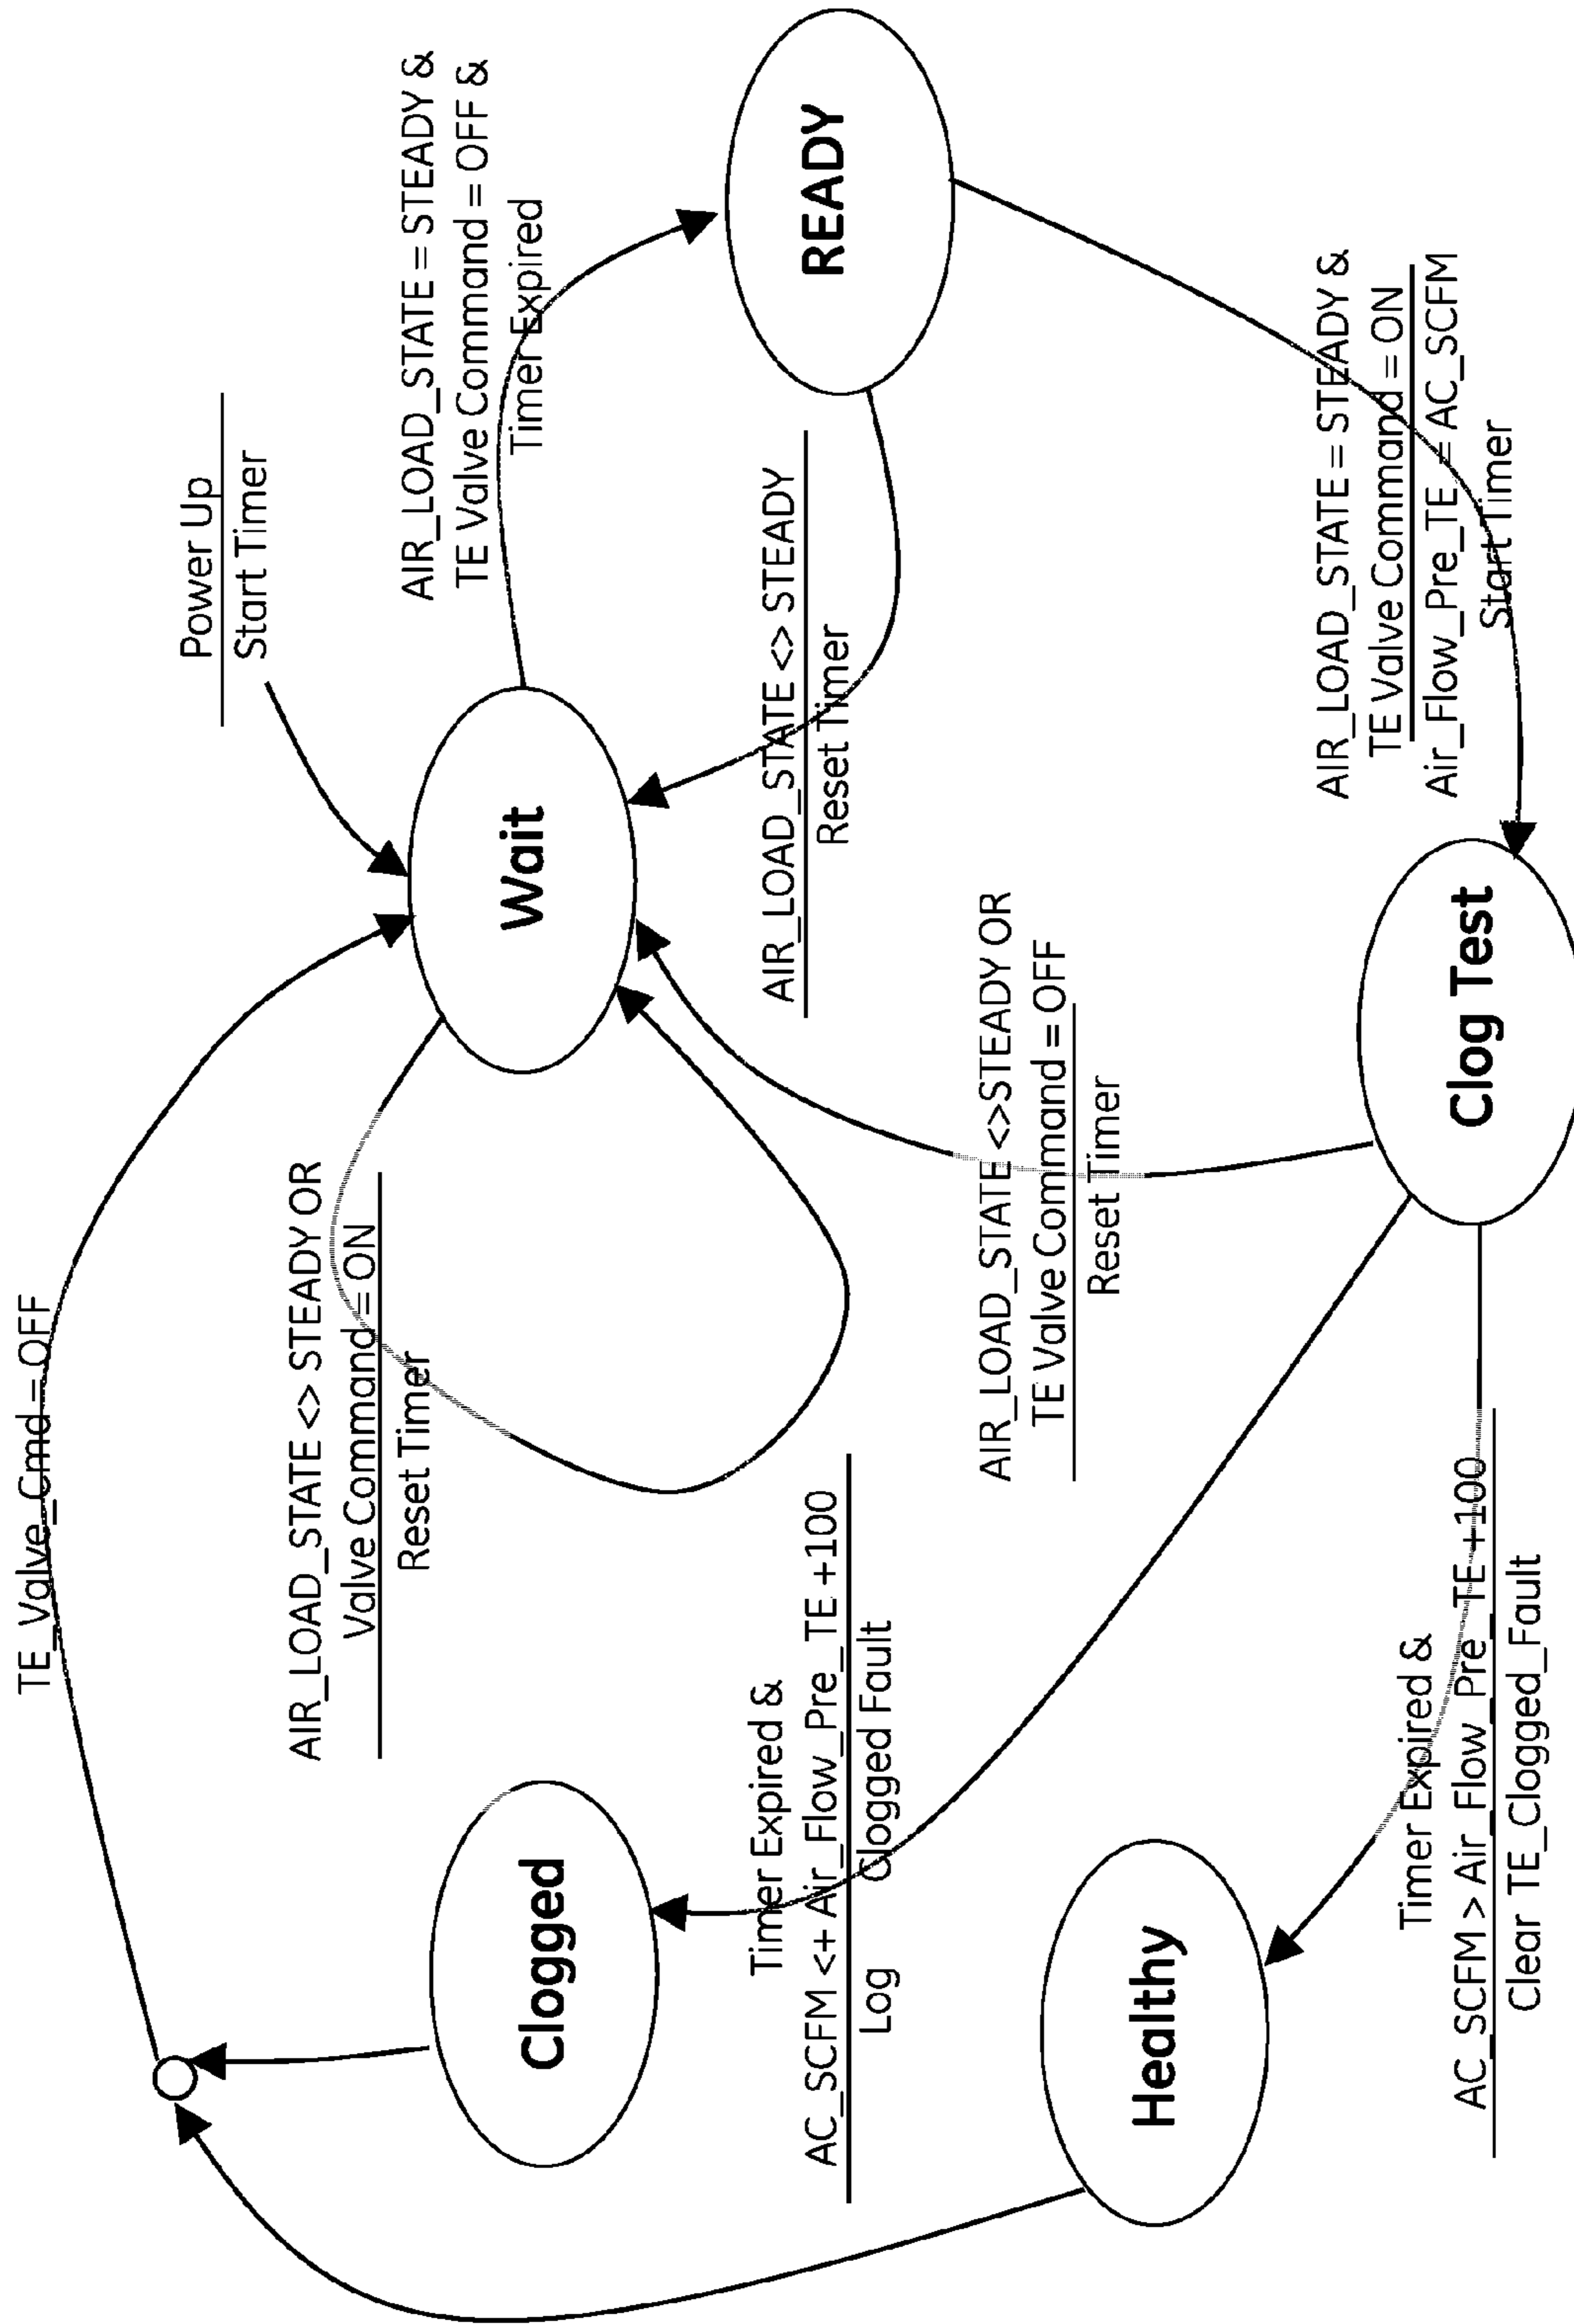 TE_Valve_Cmd = OFF
Power Up
Start Timer
AIR_LOAD_STATE <> STEADY OR
Valve Command = ON
Reset Timer
AIR_LOAD_STATE = STEADY &
TE Valve Command = OFF &
Timer Expired
Clogged
Wait
READY
Timer Expired &
AC_SCFM <+ Air_Flow_Pre_TE +100
Log Clogged Fault
AIR_LOAD_STATE <> STEADY
Reset Timer
AIR_LOAD_STATE <>STEADY OR
TE Valve Command = OFF
Reset Timer
Healthy
AIR_LOAD_STATE = STEADY &
TE Valve Command = ON
Air_Flow_Pre_TE = AC_SCFM
Start Timer
Timer Expired &
AC_SCFM > Air_Flow_Pre_TE +100
Clear TE_Clogged_Fault
Clog Test